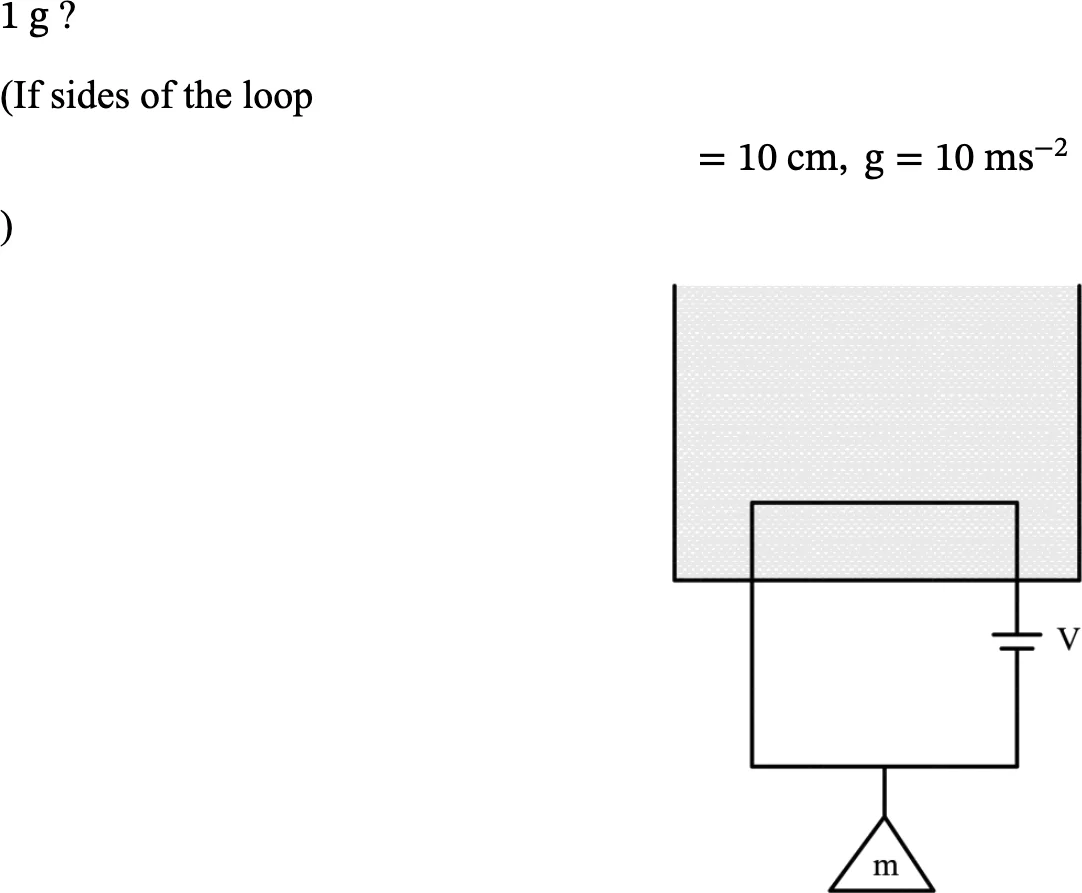 1 g ?
(If sides of the loop
= 10 cm, g = 10 ms⁻²
)
V
m